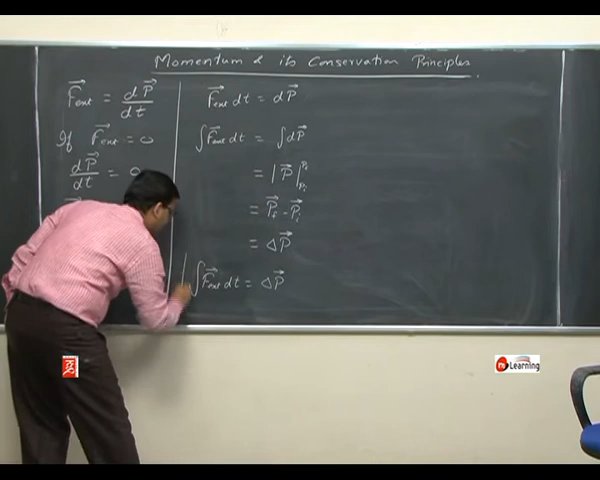 Momentum & its Conservation Principles
F⃗ext = dP⃗/dt
If F⃗ext = 0
dP⃗/dt = 0
F⃗ext dt = dP⃗
∫F⃗ext dt = ∫dP⃗
= |P⃗|
= P⃗f - P⃗i
= ΔP⃗
∫F⃗ext dt = ΔP⃗
Learning